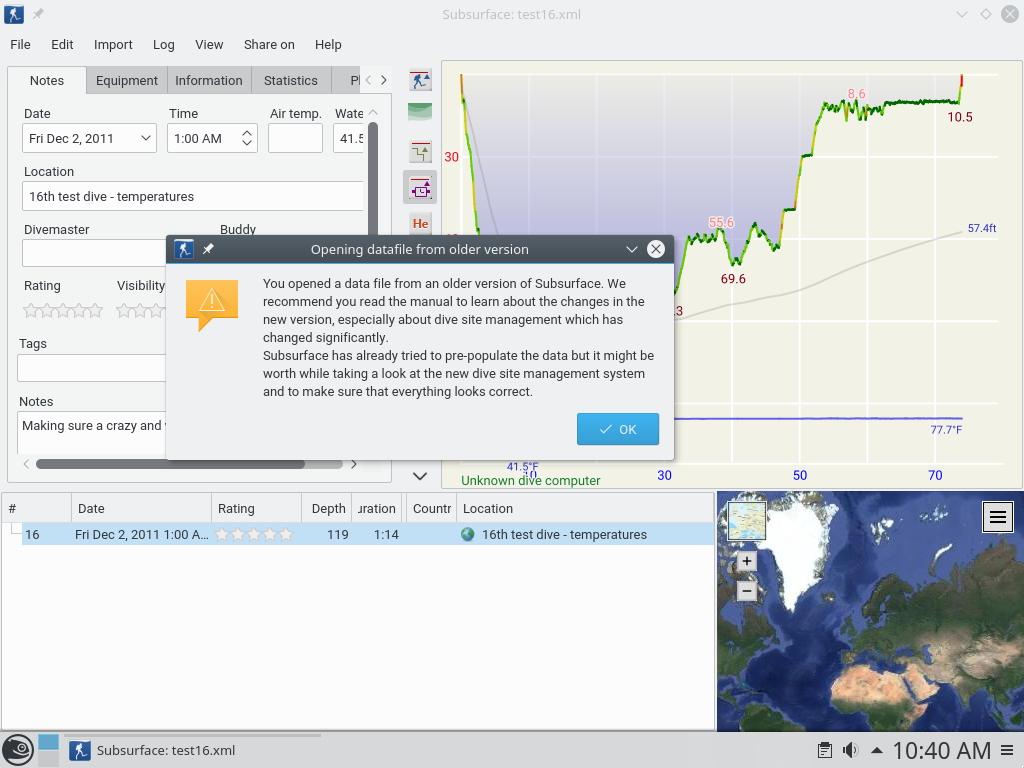 Subsurface: test16.xml
File Edit Import Log View Share on Help
Notes Equipment Information Statistics
Date Time Air temp. Wate
Fri Dec 2, 2011 1:00 AM 41.5
Location
16th test dive - temperatures
Divemaster Buddy
Rating Visibility
Tags
Notes
Making sure a crazy and
He
30
8.6
10.5
55.6
57.4ft
69.6
.3
77.7°F
41.5°F
10 30 50 70
Unknown dive computer
Opening datafile from older version
You opened a data file from an older version of Subsurface. We
recommend you read the manual to learn about the changes in the
new version, especially about dive site management which has
changed significantly.
Subsurface has already tried to pre-populate the data but it might be
worth while taking a look at the new dive site management system
and to make sure that everything looks correct.
OK
# Date Rating Depth uration Countr Location
16 Fri Dec 2, 2011 1:00 A... 119 1:14 16th test dive - temperatures
+
−
Subsurface: test16.xml
10:40 AM